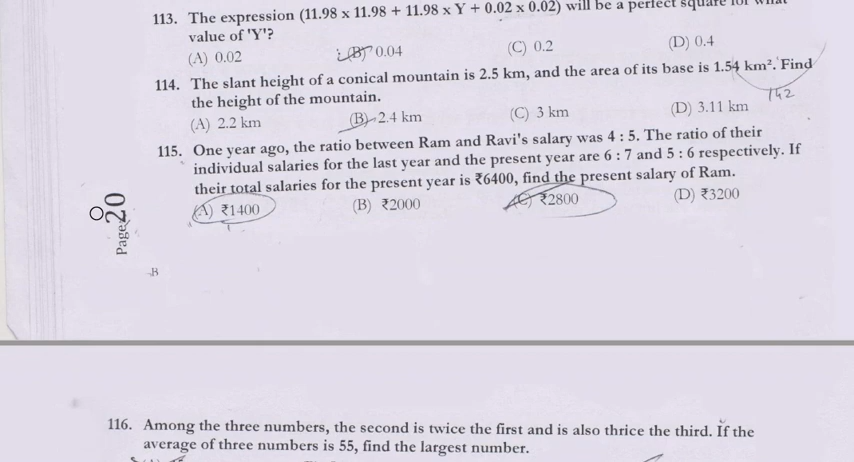 113. The expression (11.98 x 11.98 + 11.98 x Y + 0.02 x 0.02) will be a perfect square for what
value of 'Y'?
(A) 0.02 (B) 0.04 (C) 0.2 (D) 0.4
114. The slant height of a conical mountain is 2.5 km, and the area of its base is 1.54 km². Find
the height of the mountain.
142
(A) 2.2 km (B) 2.4 km (C) 3 km (D) 3.11 km
115. One year ago, the ratio between Ram and Ravi's salary was 4 : 5. The ratio of their
individual salaries for the last year and the present year are 6 : 7 and 5 : 6 respectively. If
their total salaries for the present year is ₹6400, find the present salary of Ram.
(A) ₹1400 (B) ₹2000 (C) ₹2800 (D) ₹3200
Page 20
B
116. Among the three numbers, the second is twice the first and is also thrice the third. If the
average of three numbers is 55, find the largest number.